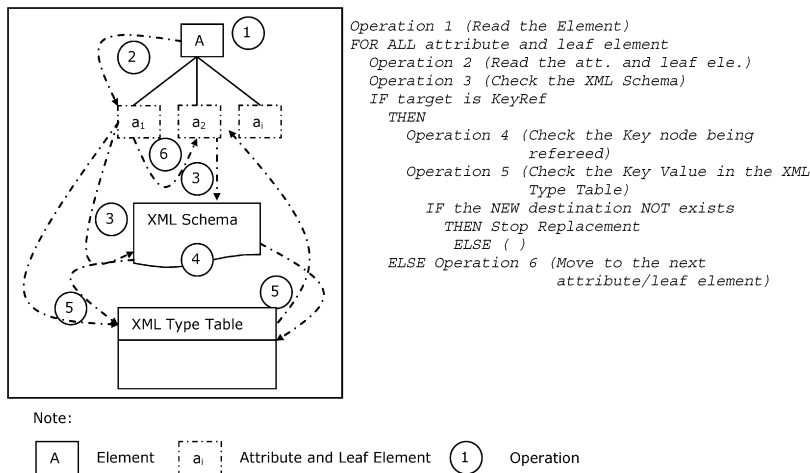 A
1
2
a1
a2
ai
6
3
3
XML Schema
4
5
5
XML Type Table
Operation 1 (Read the Element)
FOR ALL attribute and leaf element
Operation 2 (Read the att. and leaf ele.)
Operation 3 (Check the XML Schema)
IF target is KeyRef
THEN
Operation 4 (Check the Key node being
refereed)
Operation 5 (Check the Key Value in the XML
Type Table)
IF the NEW destination NOT exists
THEN Stop Replacement
ELSE ( )
ELSE Operation 6 (Move to the next
attribute/leaf element)
Note:
A Element ai Attribute and Leaf Element 1 Operation